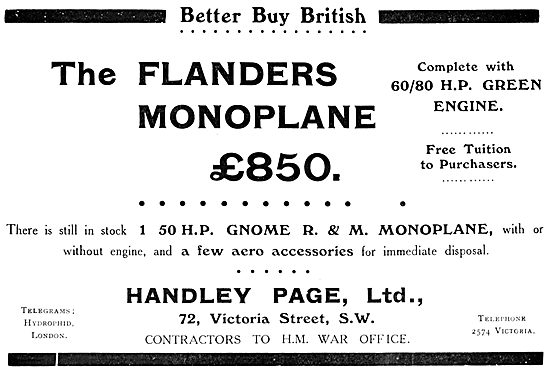 Better Buy British
The FLANDERS
MONOPLANE
£850.
Complete with
60/80 H.P. GREEN
ENGINE.
Free Tuition
to Purchasers.
There is still in stock 1 50 H.P. GNOME R. & M. MONOPLANE, with or
without engine, and a few aero accessories for immediate disposal.
HANDLEY PAGE, Ltd.,
72, Victoria Street, S.W.
CONTRACTORS TO H.M. WAR OFFICE.
TELEGRAMS:
HYDROPHID,
LONDON.
TELEPHONE
2574 VICTORIA.